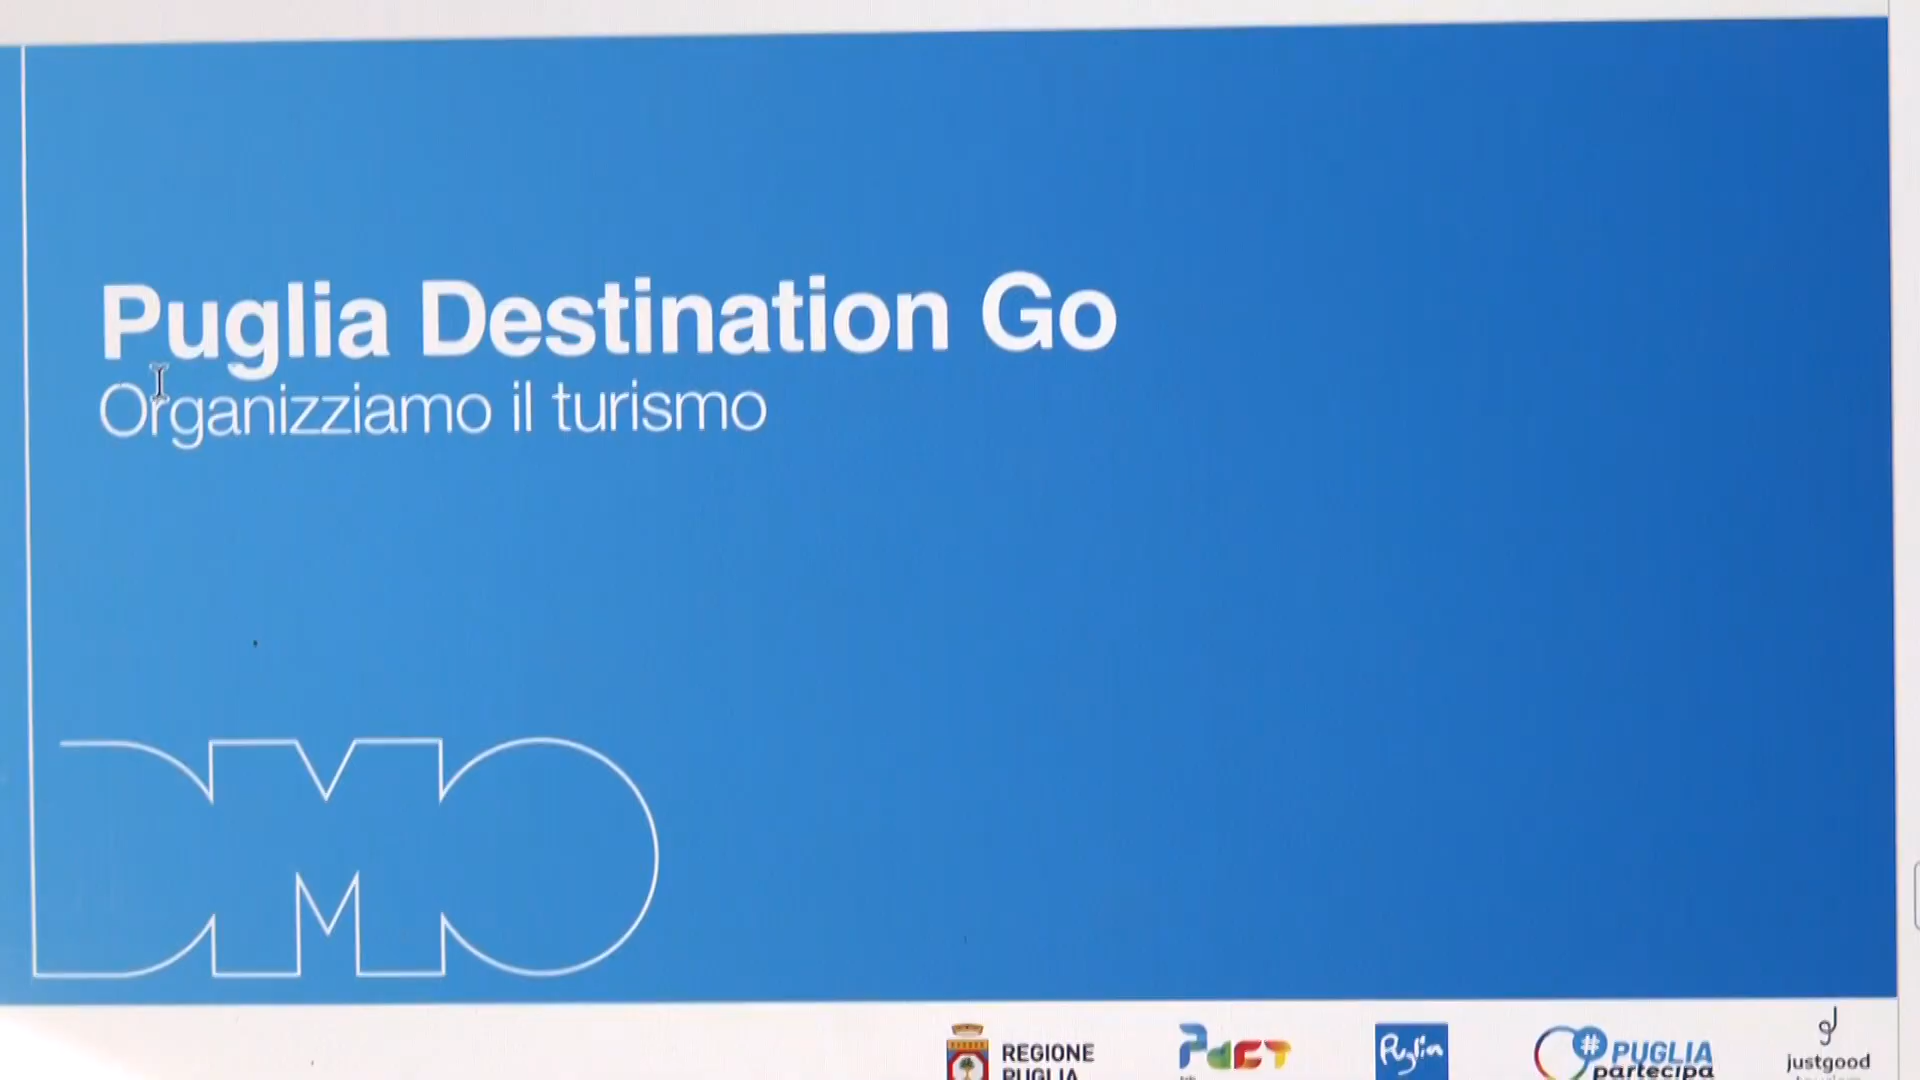 Puglia Destination Go
Organizziamo il turismo
DMO
REGIONE
PUGLIA
PACT
Puglia
#PUGLIA
partecipa
justgood